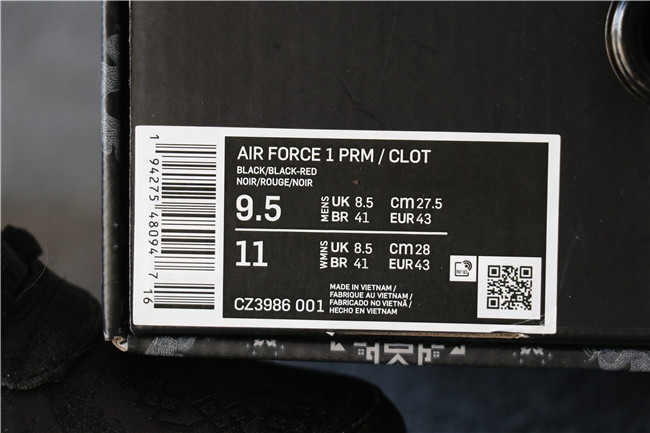 AIR FORCE 1 PRM / CLOT
BLACK/BLACK-RED
NOIR/ROUGE/NOIR
9.5 MENS UK 8.5 cm 27.5
BR 41 EUR 43
11 WMNS UK 8.5 cm 28
BR 41 EUR 43
CZ3986 001
MADE IN VIETNAM /
FABRIQUE AU VIETNAM /
FABRICADO NO VIETNÃ /
HECHO EN VIETNAM
RFID
1 94275 48094 7 16